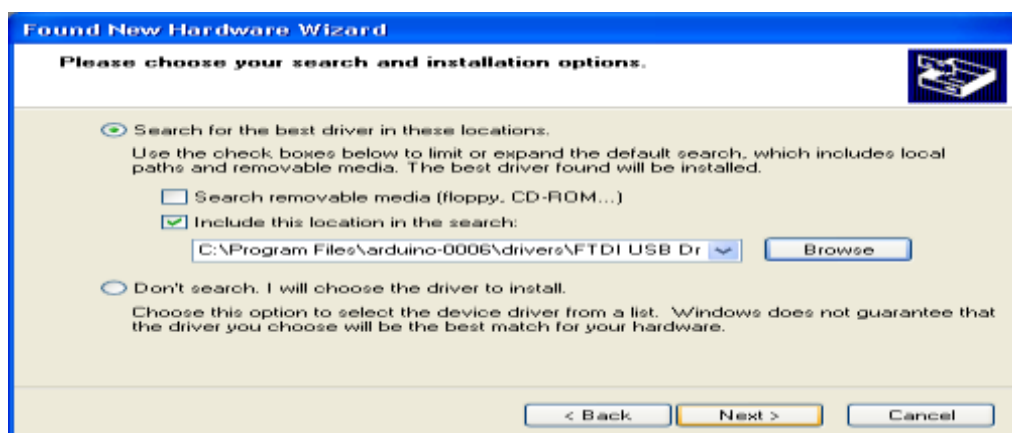 Found New Hardware Wizard
Please choose your search and installation options.
Search for the best driver in these locations.
Use the check boxes below to limit or expand the default search, which includes local
paths and removable media. The best driver found will be installed.
Search removable media (floppy, CD-ROM...)
Include this location in the search:
C:\Program Files\arduino-0006\drivers\FTDI USB Dr
Browse
Don't search. I will choose the driver to install.
Choose this option to select the device driver from a list. Windows does not guarantee that
the driver you choose will be the best match for your hardware.
< Back Next > Cancel